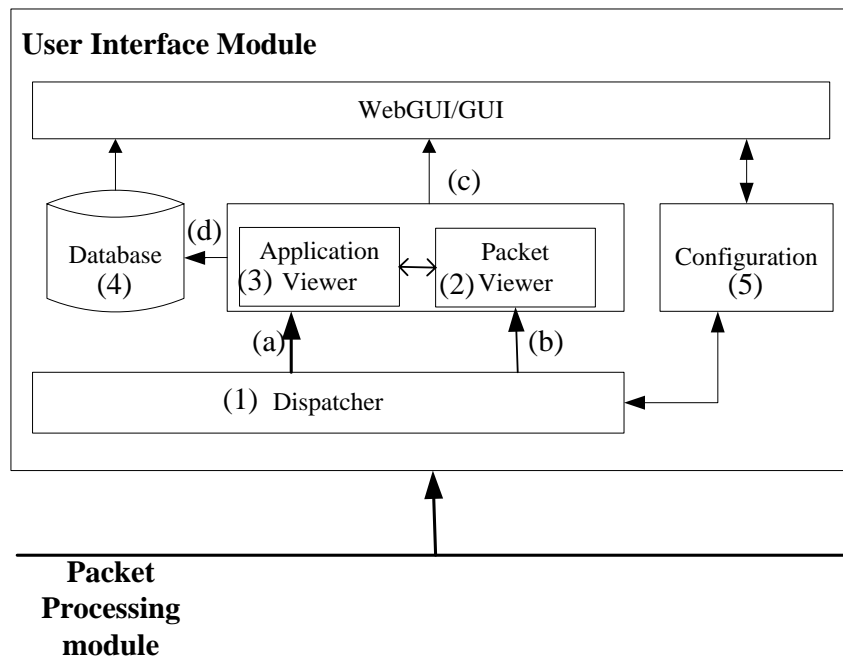 User Interface Module
WebGUI/GUI
(c)
(d)
Database
(4)
Application
(3) Viewer
Packet
(2) Viewer
Configuration
(5)
(a)
(b)
(1) Dispatcher
Packet
Processing
module